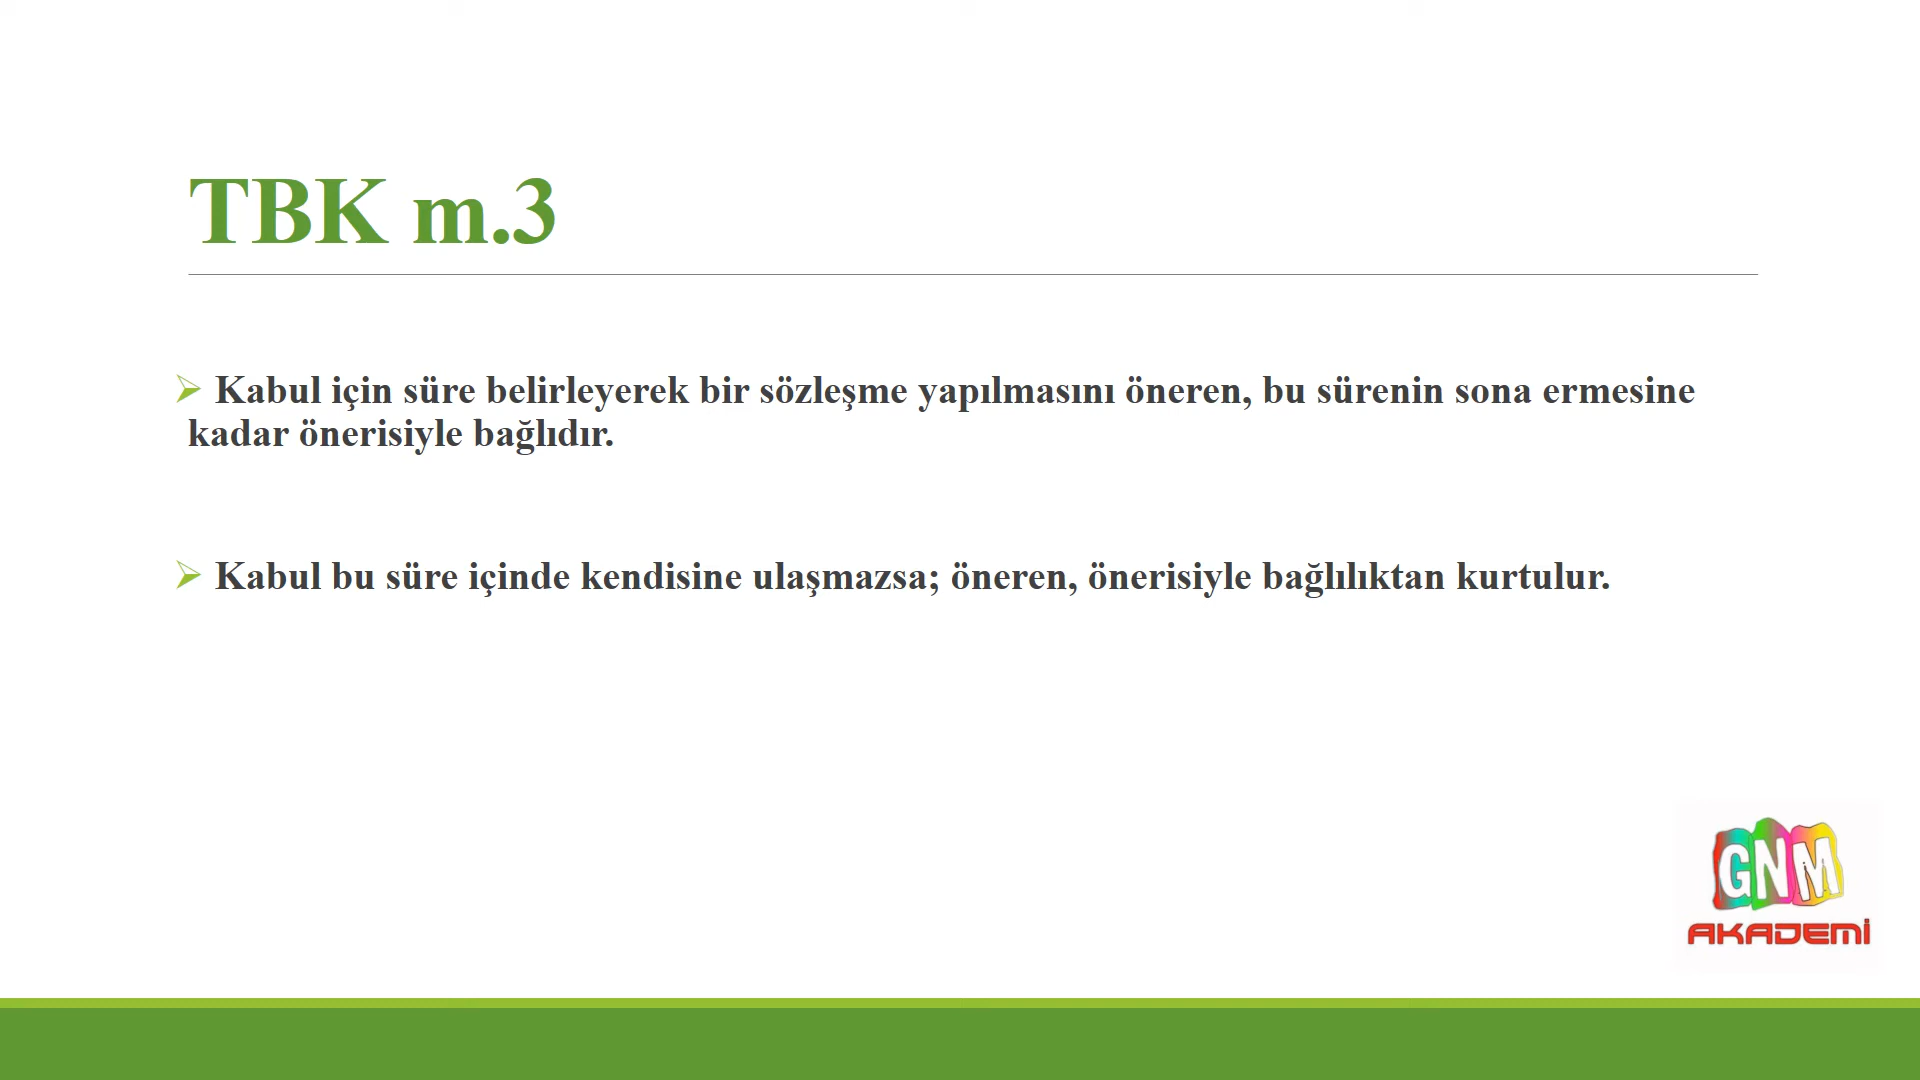 TBK m.3
Kabul için süre belirleyerek bir sözleşme yapılmasını öneren, bu sürenin sona ermesine
kadar önerisiyle bağlıdır.
Kabul bu süre içinde kendisine ulaşmazsa; öneren, önerisiyle bağlılıktan kurtulur.
GNM
AKADEMİ